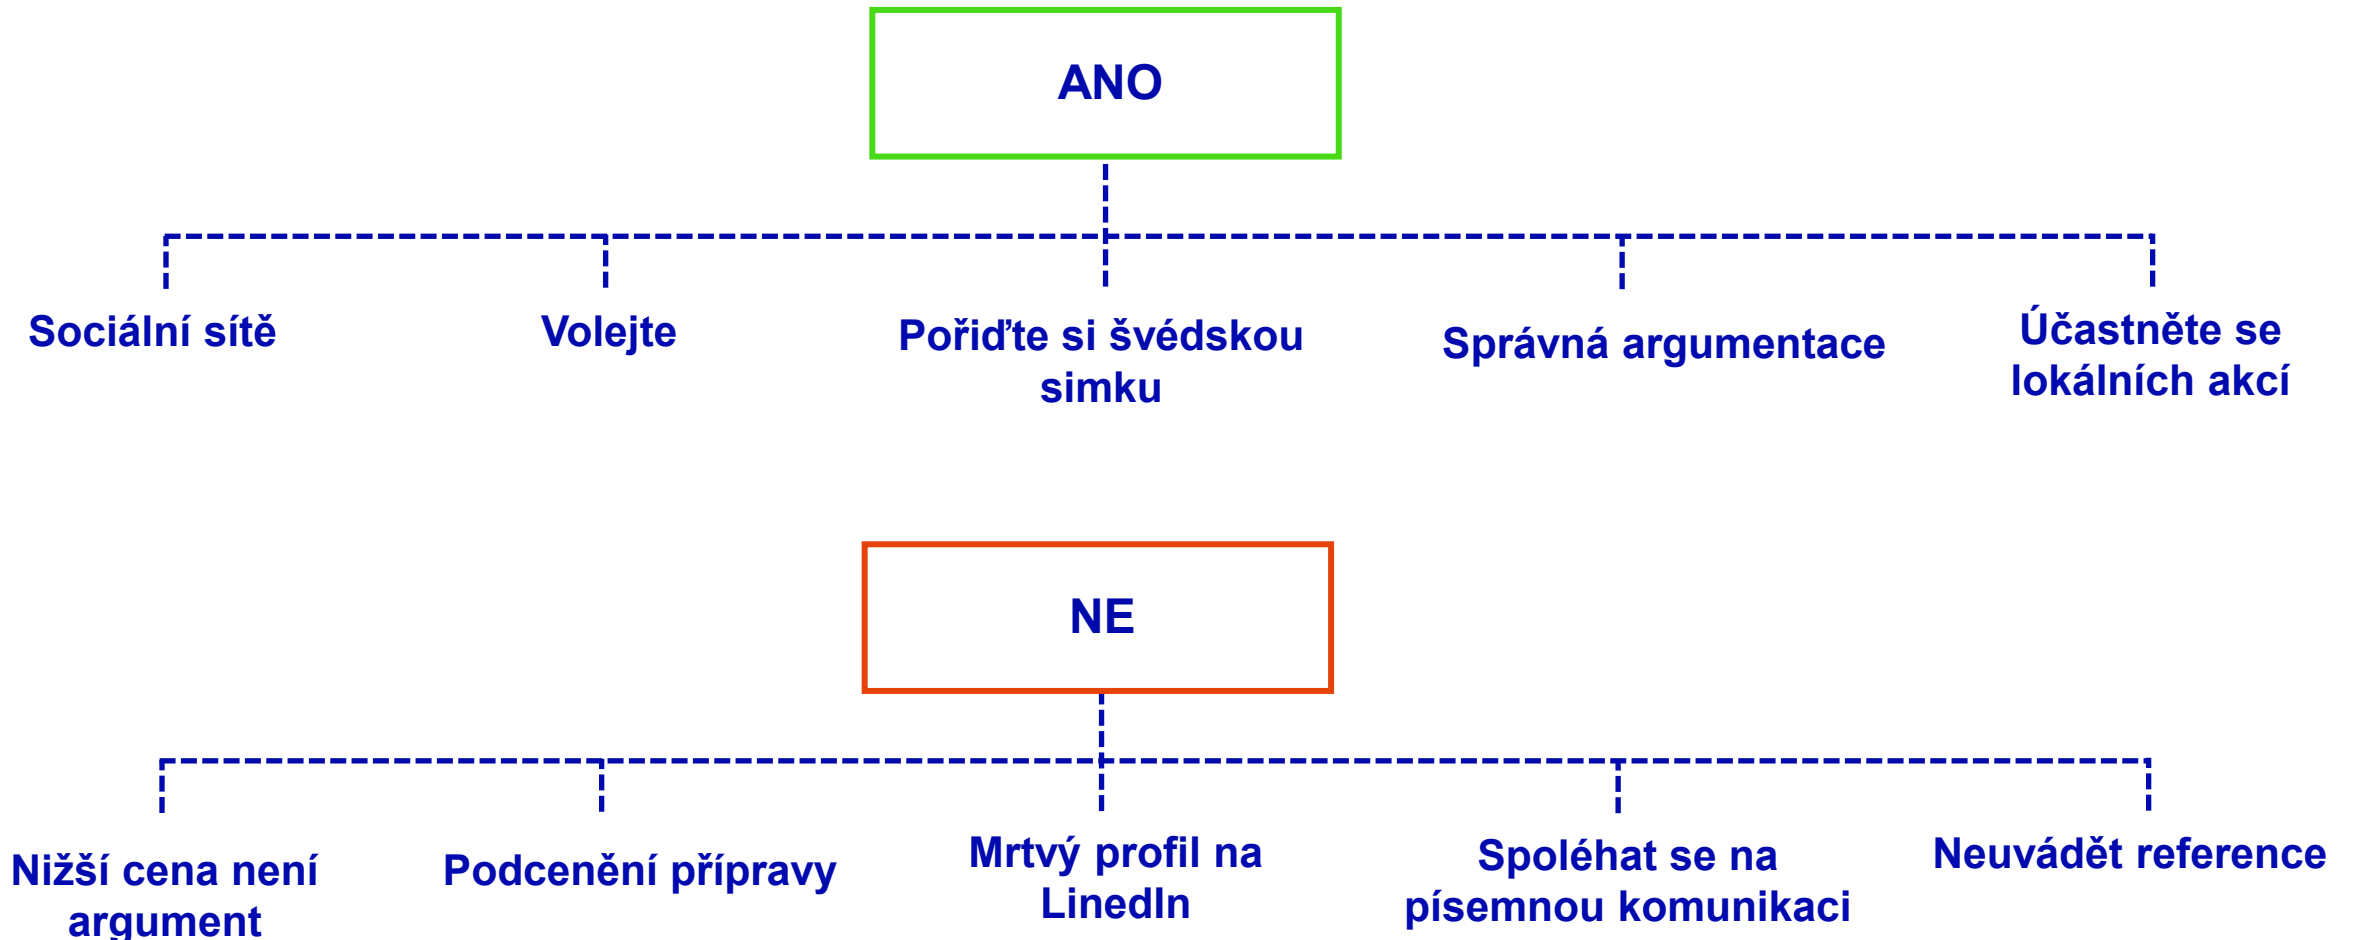 ANO
Sociální sítě
Volejte
Pořiďte si švédskou
simku
Správná argumentace
Účastněte se
lokálních akcí
NE
Nižší cena není
argument
Podcenění přípravy
Mrtvý profil na
LinedIn
Spoléhat se na
písemnou komunikaci
Neuvádět reference